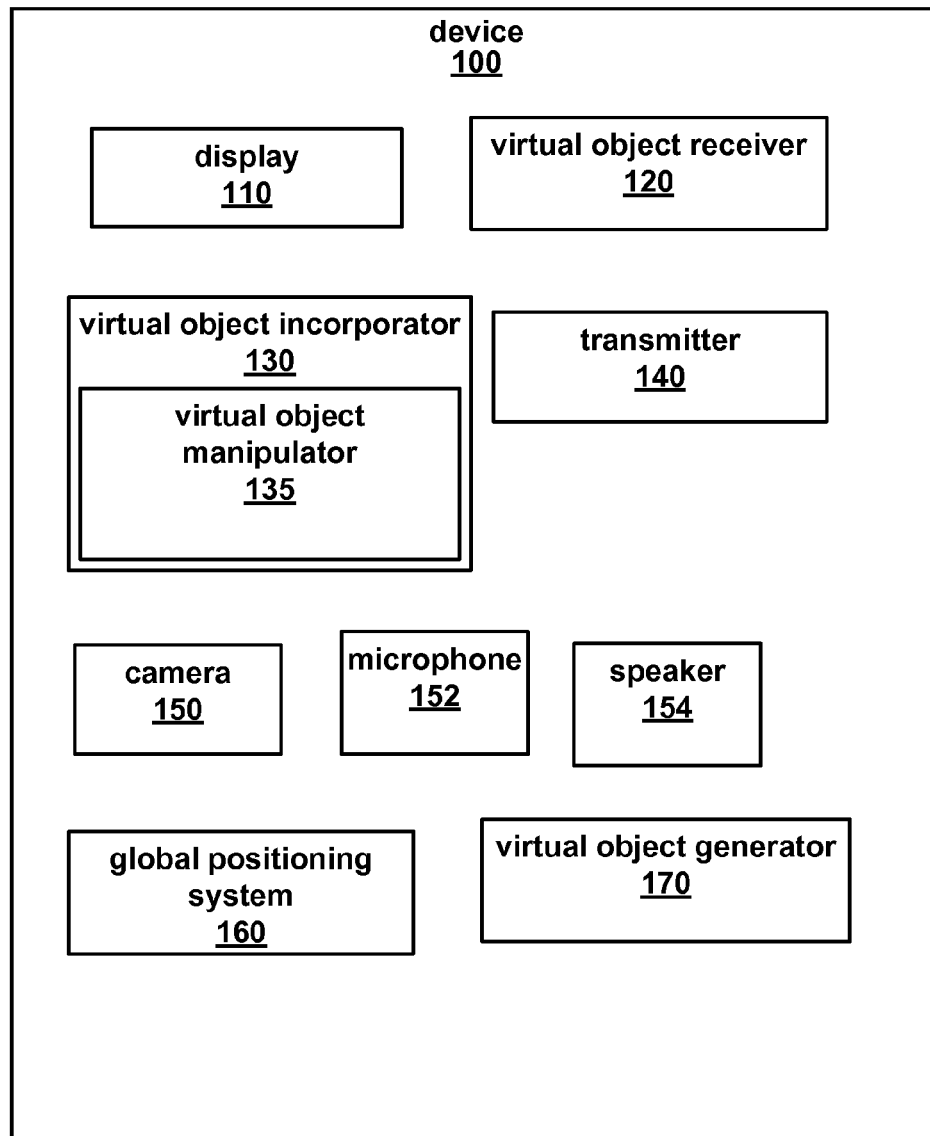 device
100
display
110
virtual object receiver
120
virtual object incorporator
130
virtual object
manipulator
135
transmitter
140
camera
150
microphone
152
speaker
154
global positioning
system
160
virtual object generator
170